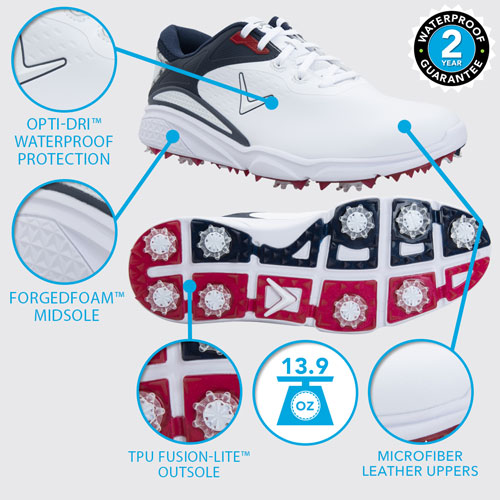 WATERPROOF
2
YEAR
GUARANTEE
OPTI-DRI™
WATERPROOF
PROTECTION
FORGEDFOAM™
MIDSOLE
TPU FUSION-LITE™
OUTSOLE
13.9
OZ
MICROFIBER
LEATHER UPPERS